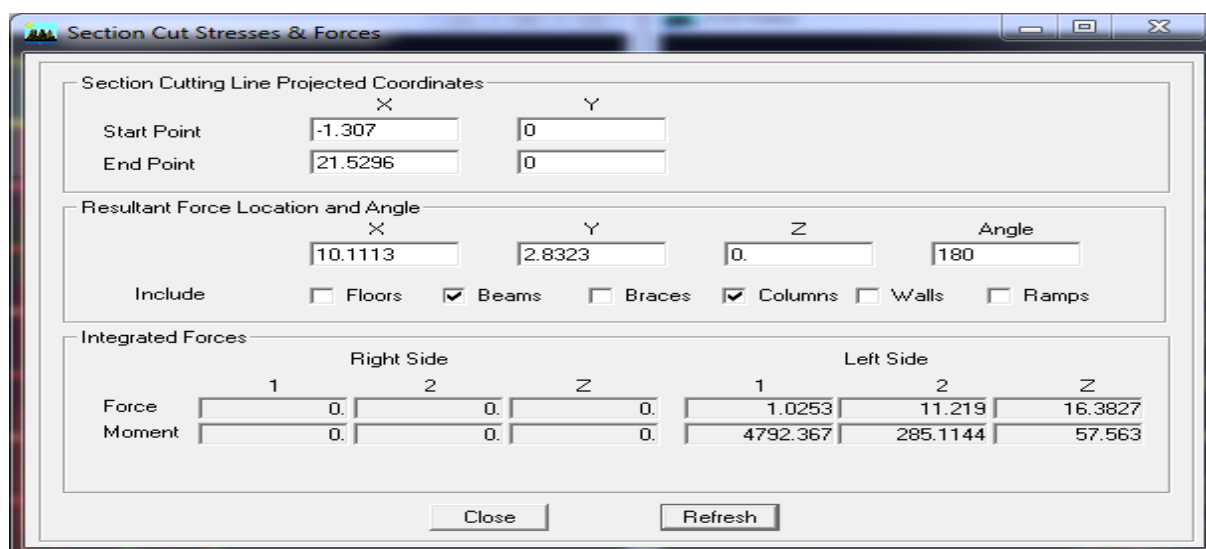 Section Cut Stresses & Forces
Section Cutting Line Projected Coordinates
X Y
Start Point -1.307 0
End Point 21.5296 0
Resultant Force Location and Angle
X Y Z Angle
10.1113 2.8323 0. 180
Include Floors Beams Braces Columns Walls Ramps
Integrated Forces
Right Side Left Side
1 2 Z 1 2 Z
Force 0. 0. 0. 1.0253 11.219 16.3827
Moment 0. 0. 0. 4792.367 285.1144 57.563
Close Refresh